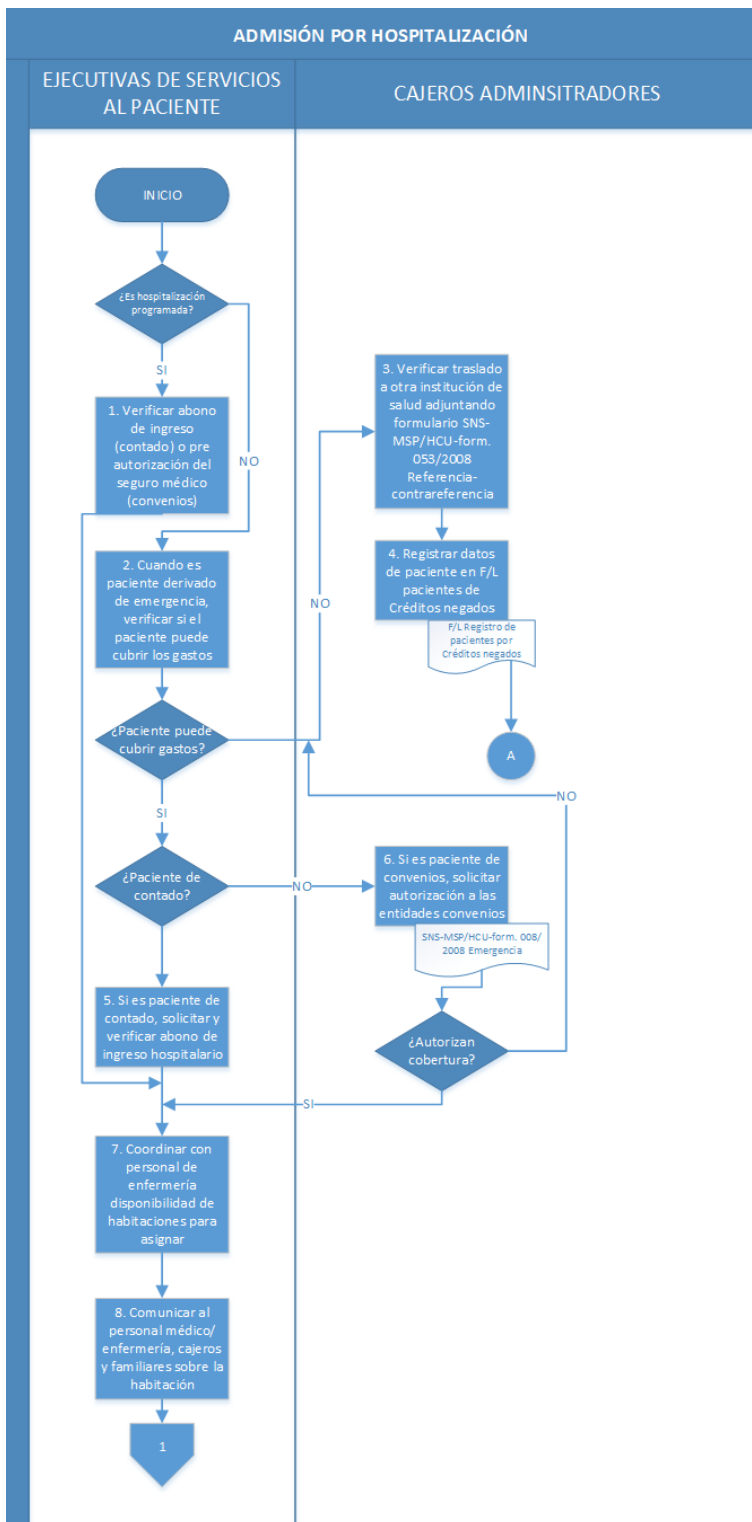 ADMISIÓN POR HOSPITALIZACIÓN
EJECUTIVAS DE SERVICIOS
AL PACIENTE
CAJEROS ADMINSITRADORES
INICIO
¿Es hospitalización
programada?
SI
NO
1. Verificar abono
de ingreso
(contado) o pre
autorización del
seguro médico
(convenios)
2. Cuando es
paciente derivado
de emergencia,
verificar si el
paciente puede
cubrir los gastos
¿Paciente puede
cubrir gastos?
NO
SI
3. Verificar traslado
a otra institución de
salud adjuntando
formulario SNS-
MSP/HCU-form.
053/2008
Referencia-
contrareferencia
4. Registrar datos
de paciente en F/L
pacientes de
Créditos negados
F/L Registro de
pacientes por
Créditos negados
A
¿Paciente de
contado?
NO
6. Si es paciente de
convenios, solicitar
autorización a las
entidades convenios
SNS-MSP/HCU-form. 008/
2008 Emergencia
¿Autorizan
cobertura?
NO
SI
5. Si es paciente de
contado, solicitar y
verificar abono de
ingreso hospitalario
7. Coordinar con
personal de
enfermería
disponibilidad de
habitaciones para
asignar
8. Comunicar al
personal médico/
enfermería, cajeros
y familiares sobre la
habitación
1